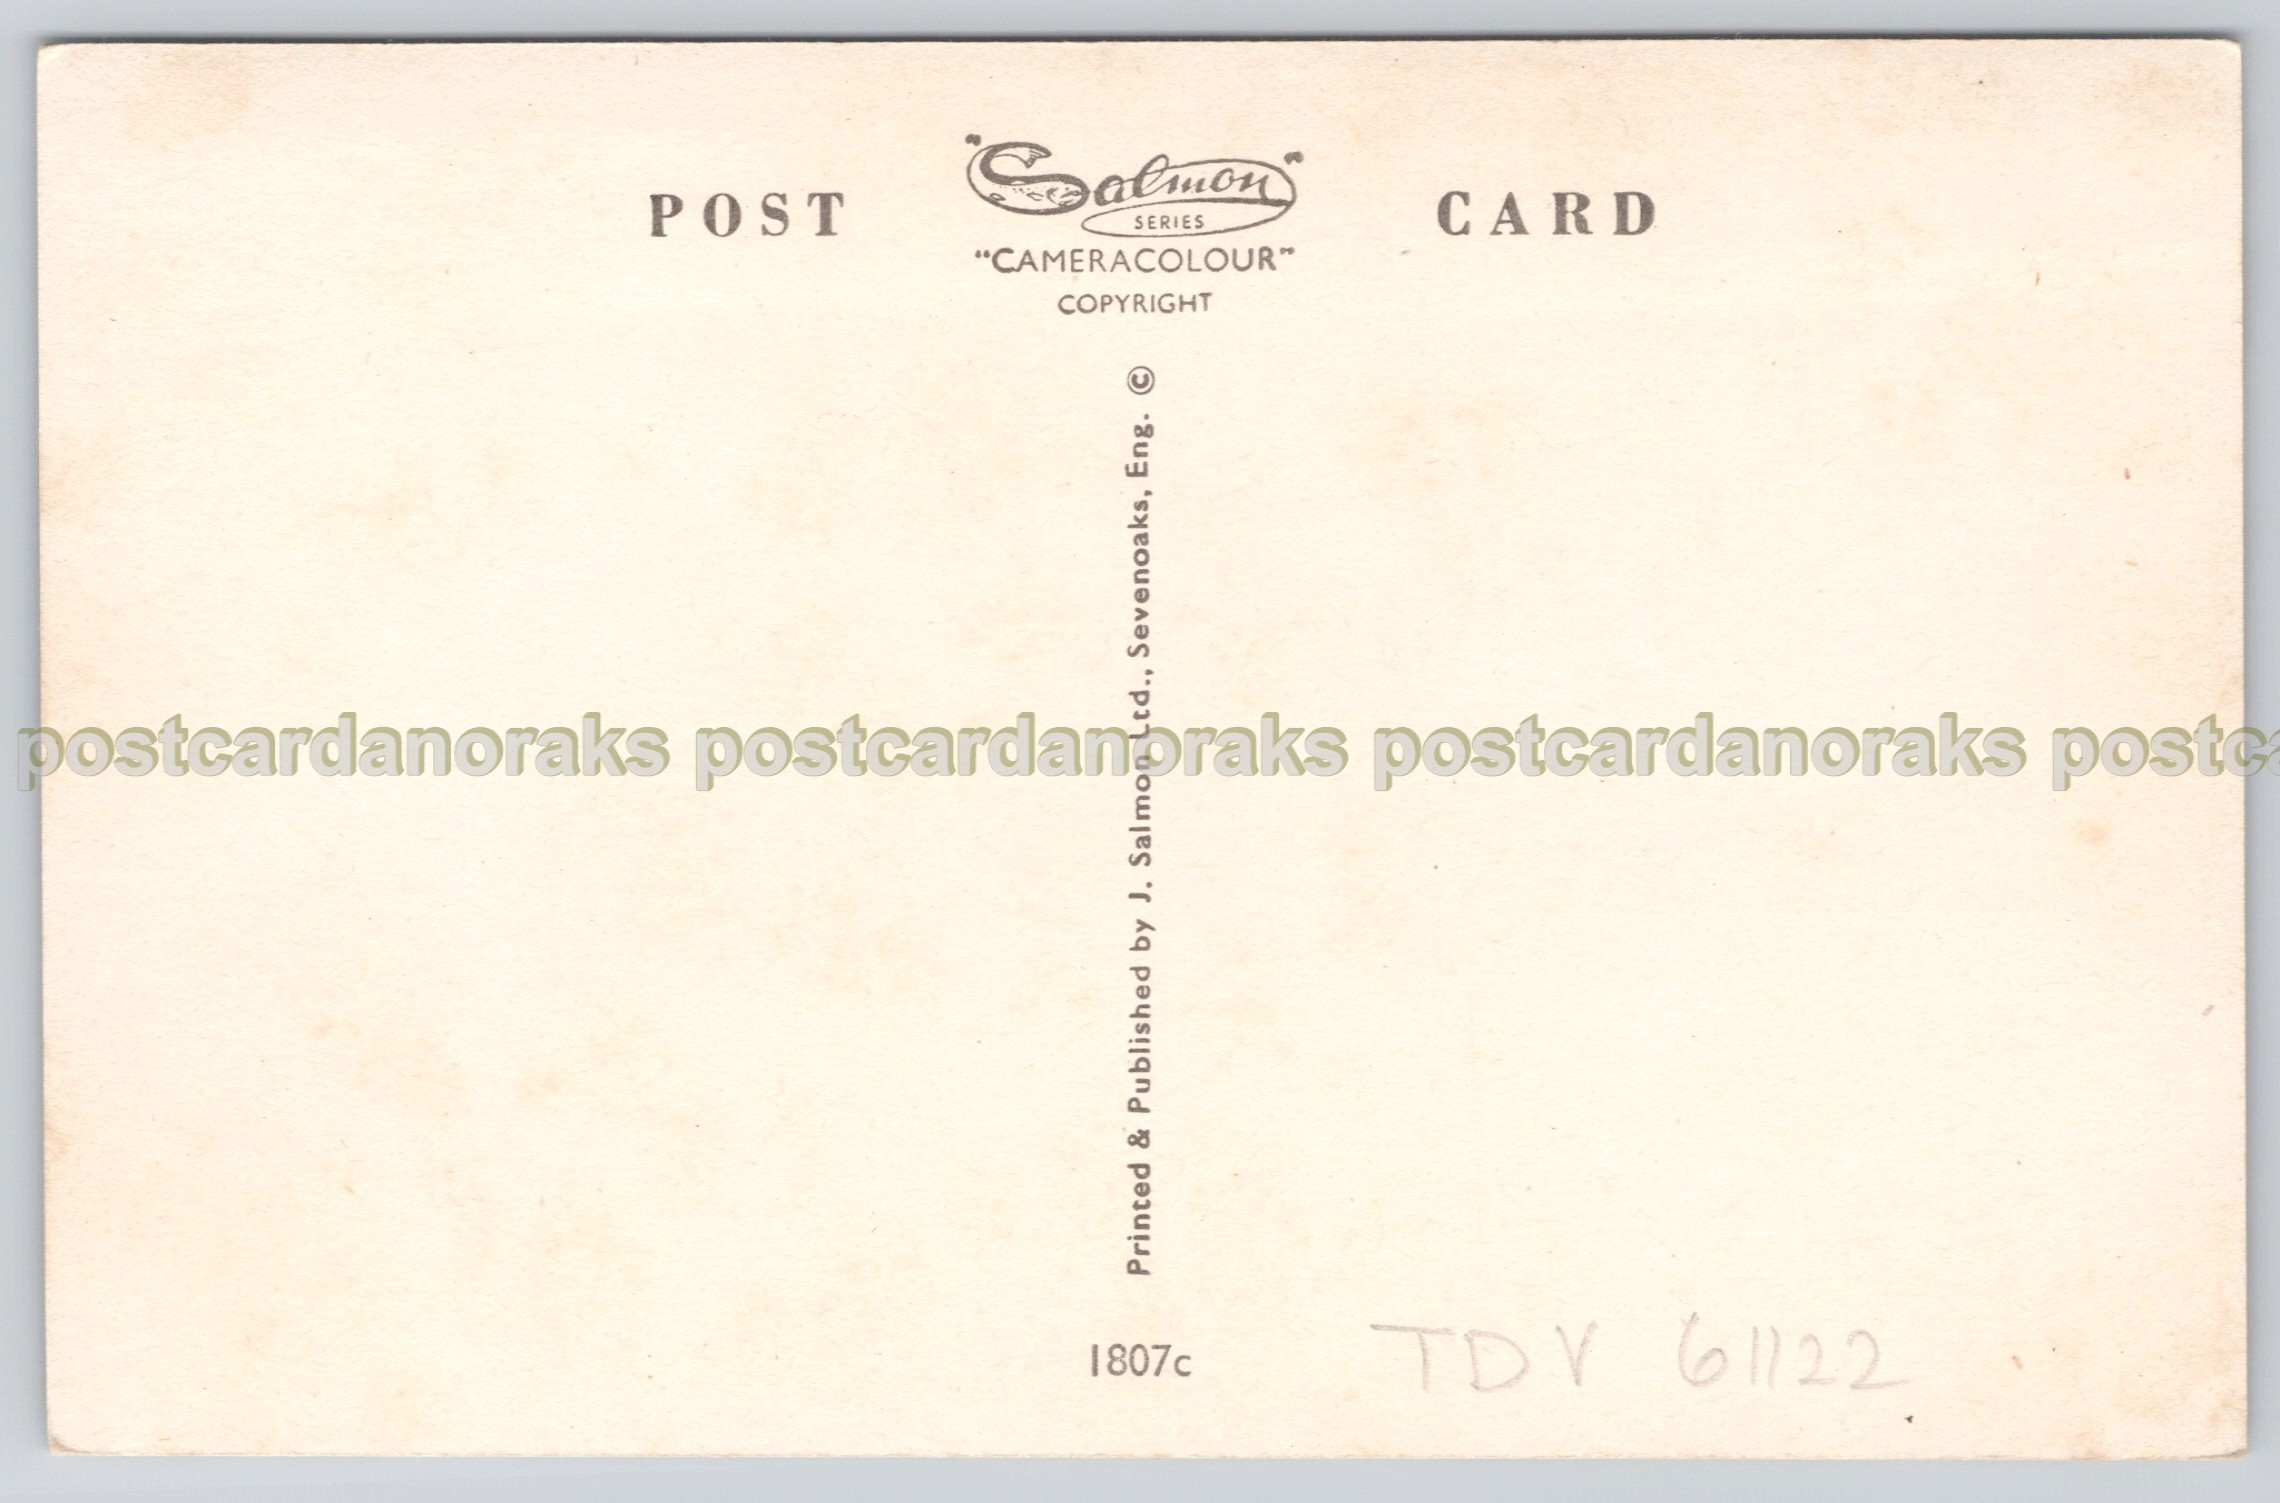 POST "Salmon" CARD
SERIES
"CAMERACOLOUR"
COPYRIGHT
Printed & Published by J. Salmon Ltd., Sevenoaks, Eng. ©
postcardanoraks postcardanoraks postcardanoraks postc
1807c
TDV 61122